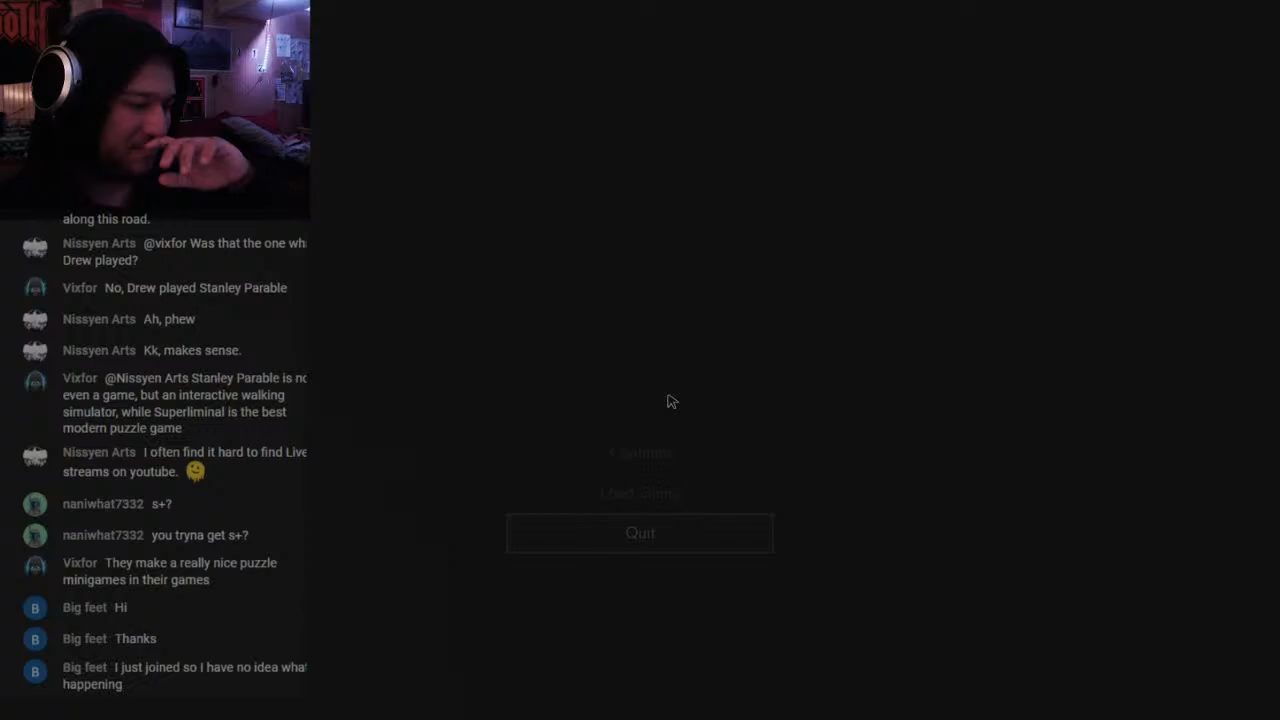 OTH
along this road.
Nissyen Arts @vixfor Was that the one wh
Drew played?
Vixfor No, Drew played Stanley Parable
Nissyen Arts Ah, phew
Nissyen Arts Kk, makes sense.
Vixfor @Nissyen Arts Stanley Parable is no
even a game, but an interactive walking
simulator, while Superliminal is the best
modern puzzle game
Nissyen Arts I often find it hard to find Live
streams on youtube. 🫠
naniwhat7332 s+?
naniwhat7332 you tryna get s+?
Vixfor They make a really nice puzzle
minigames in their games
B Big feet Hi
B Big feet Thanks
B Big feet I just joined so I have no idea what
happening
Load Game
Quit